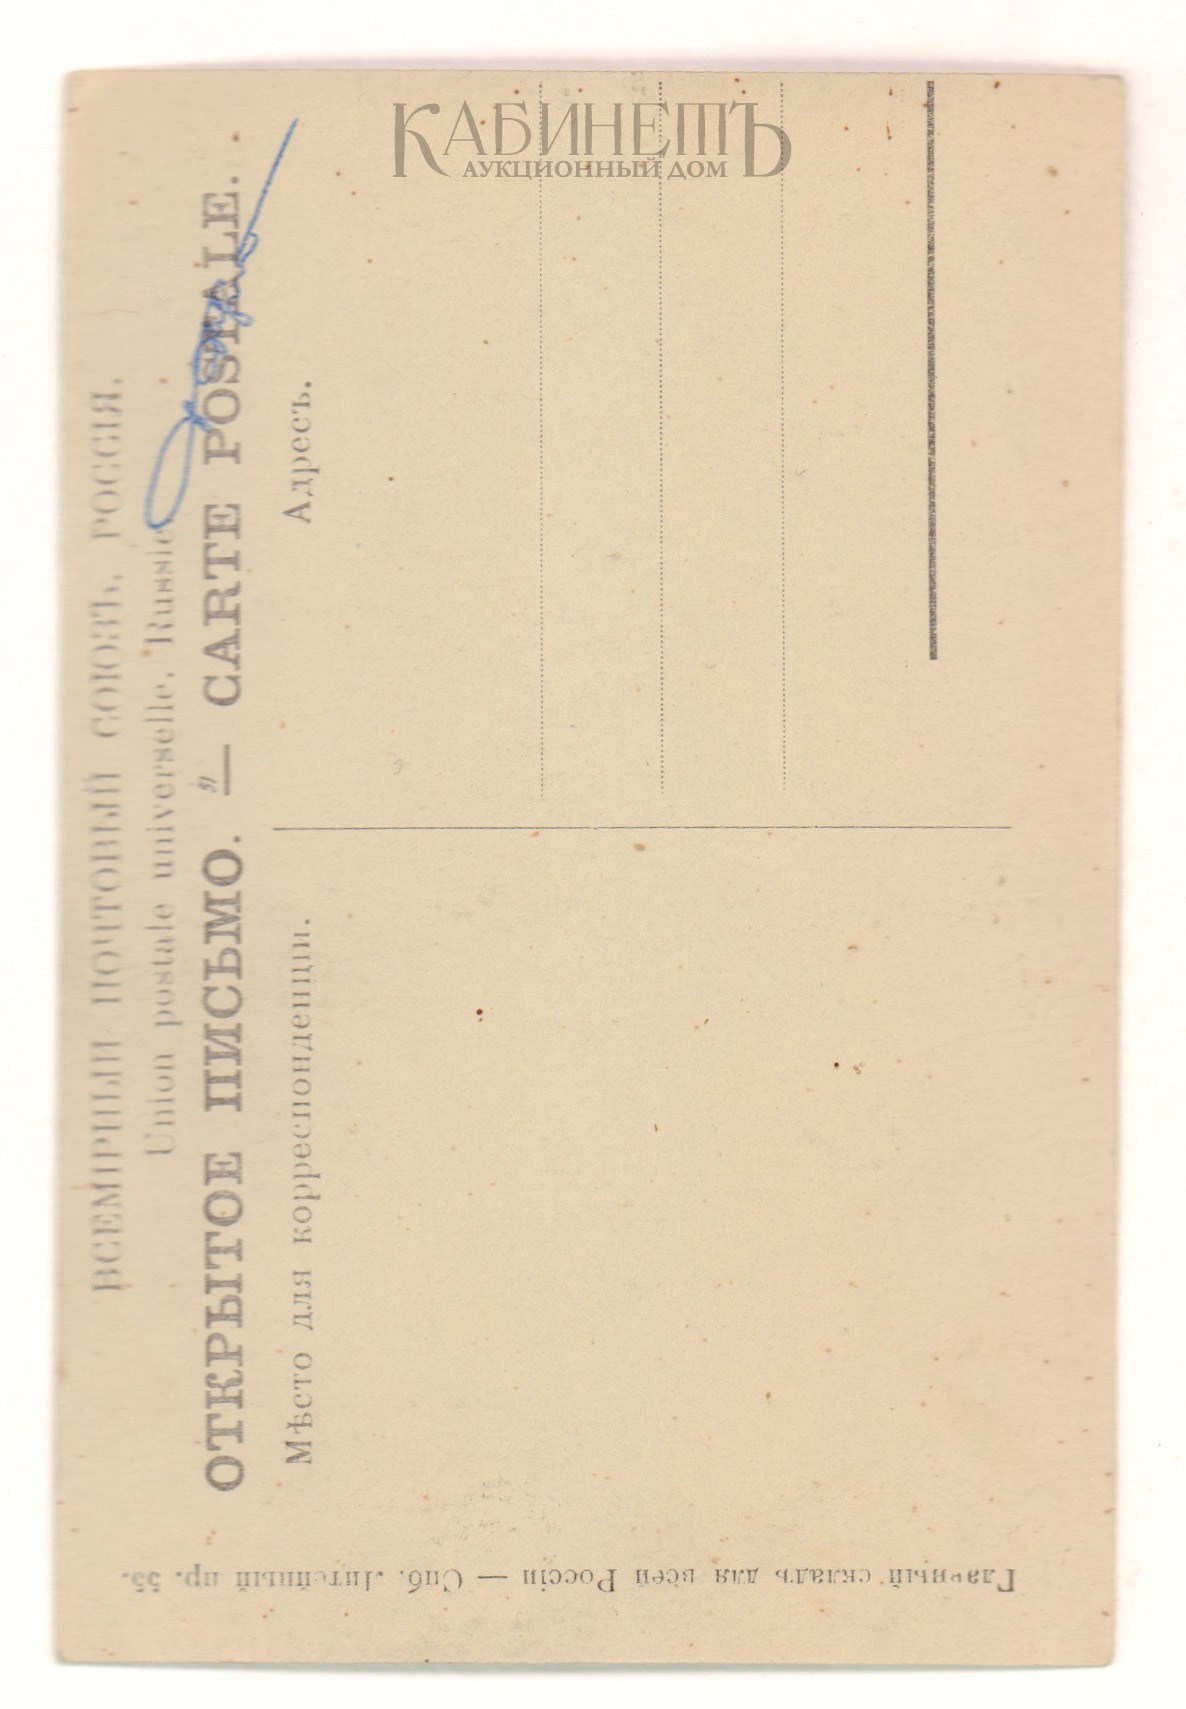 КАБИНЕТЪ
АУКЦИОННЫЙ ДОМ
ВСЕМІРНЫЙ ПОЧТОВЫЙ СОЮЗЪ, РОССІЯ.
Union postale universelle. Russie
ОТКРЫТОЕ ПИСЬМО. — CARTE POSTALE.
Мѣсто для корреспонденціи.
Адресъ.
Главный складъ для всей Россіи — Спб. Литейный пр. 55.